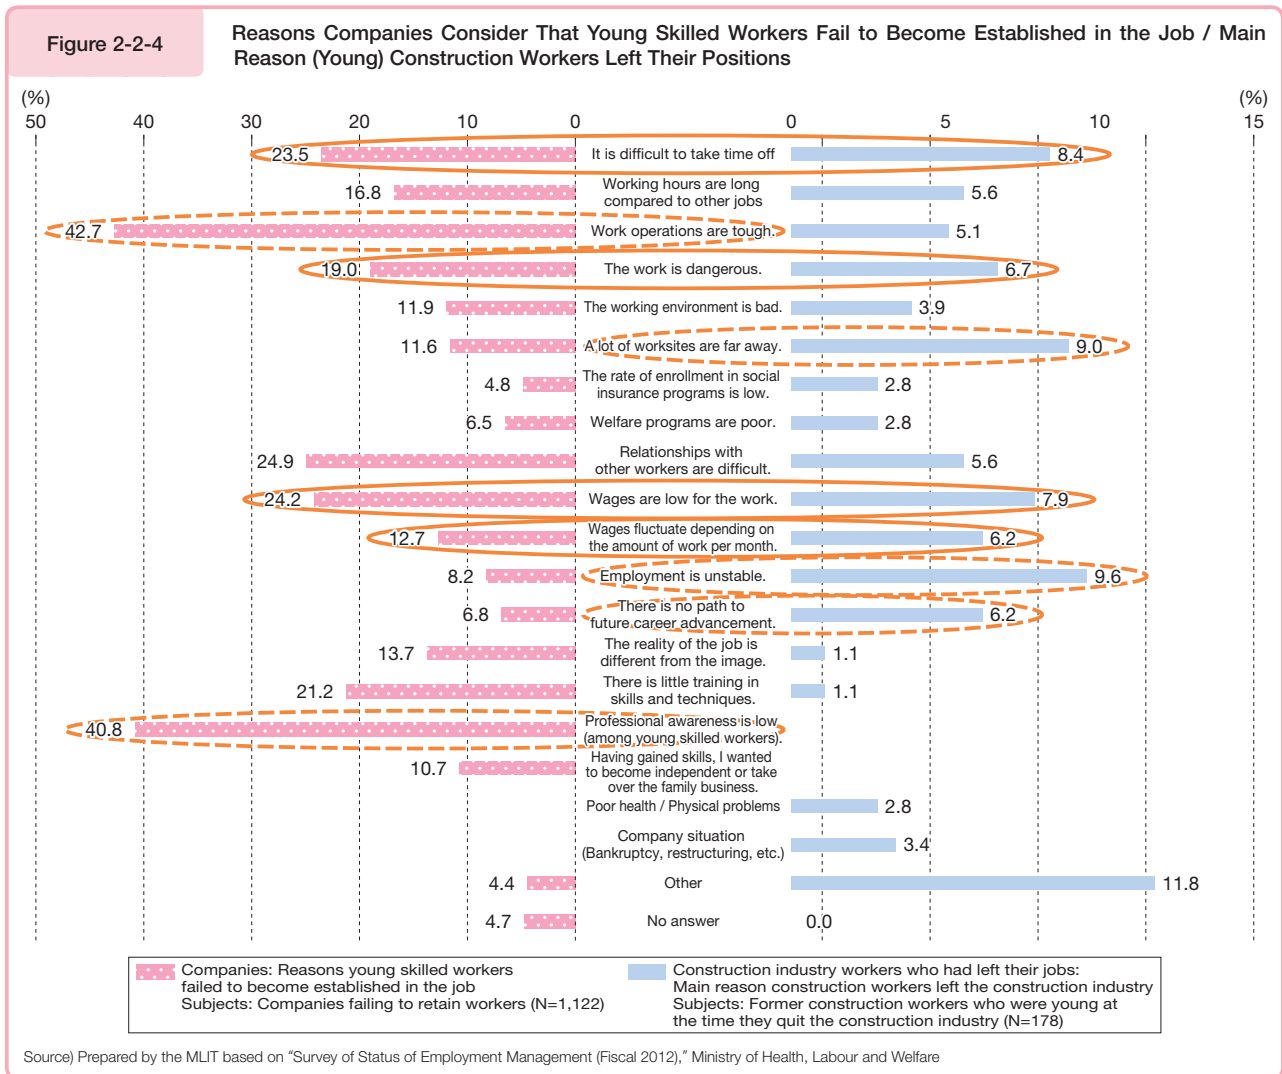 Figure 2-2-4
Reasons Companies Consider That Young Skilled Workers Fail to Become Established in the Job / Main
Reason (Young) Construction Workers Left Their Positions
(%) (%)
50 40 30 20 10 0 0 5 10 15
23.5 It is difficult to take time off 8.4
16.8 Working hours are long
compared to other jobs 5.6
42.7 Work operations are tough. 5.1
19.0 The work is dangerous. 6.7
11.9 The working environment is bad. 3.9
11.6 A lot of worksites are far away. 9.0
4.8 The rate of enrollment in social
insurance programs is low. 2.8
6.5 Welfare programs are poor. 2.8
24.9 Relationships with
other workers are difficult. 5.6
24.2 Wages are low for the work. 7.9
12.7 Wages fluctuate depending on
the amount of work per month. 6.2
8.2 Employment is unstable. 9.6
6.8 There is no path to
future career advancement. 6.2
13.7 The reality of the job is
different from the image. 1.1
21.2 There is little training in
skills and techniques. 1.1
40.8 Professional awareness is low
(among young skilled workers).
10.7 Having gained skills, I wanted
to become independent or take
over the family business.
Poor health / Physical problems 2.8
Company situation
(Bankruptcy, restructuring, etc.) 3.4
4.4 Other 11.8
4.7 No answer 0.0
Companies: Reasons young skilled workers
failed to become established in the job
Subjects: Companies failing to retain workers (N=1,122)
Construction industry workers who had left their jobs:
Main reason construction workers left the construction industry
Subjects: Former construction workers who were young at
the time they quit the construction industry (N=178)
Source) Prepared by the MLIT based on "Survey of Status of Employment Management (Fiscal 2012)," Ministry of Health, Labour and Welfare